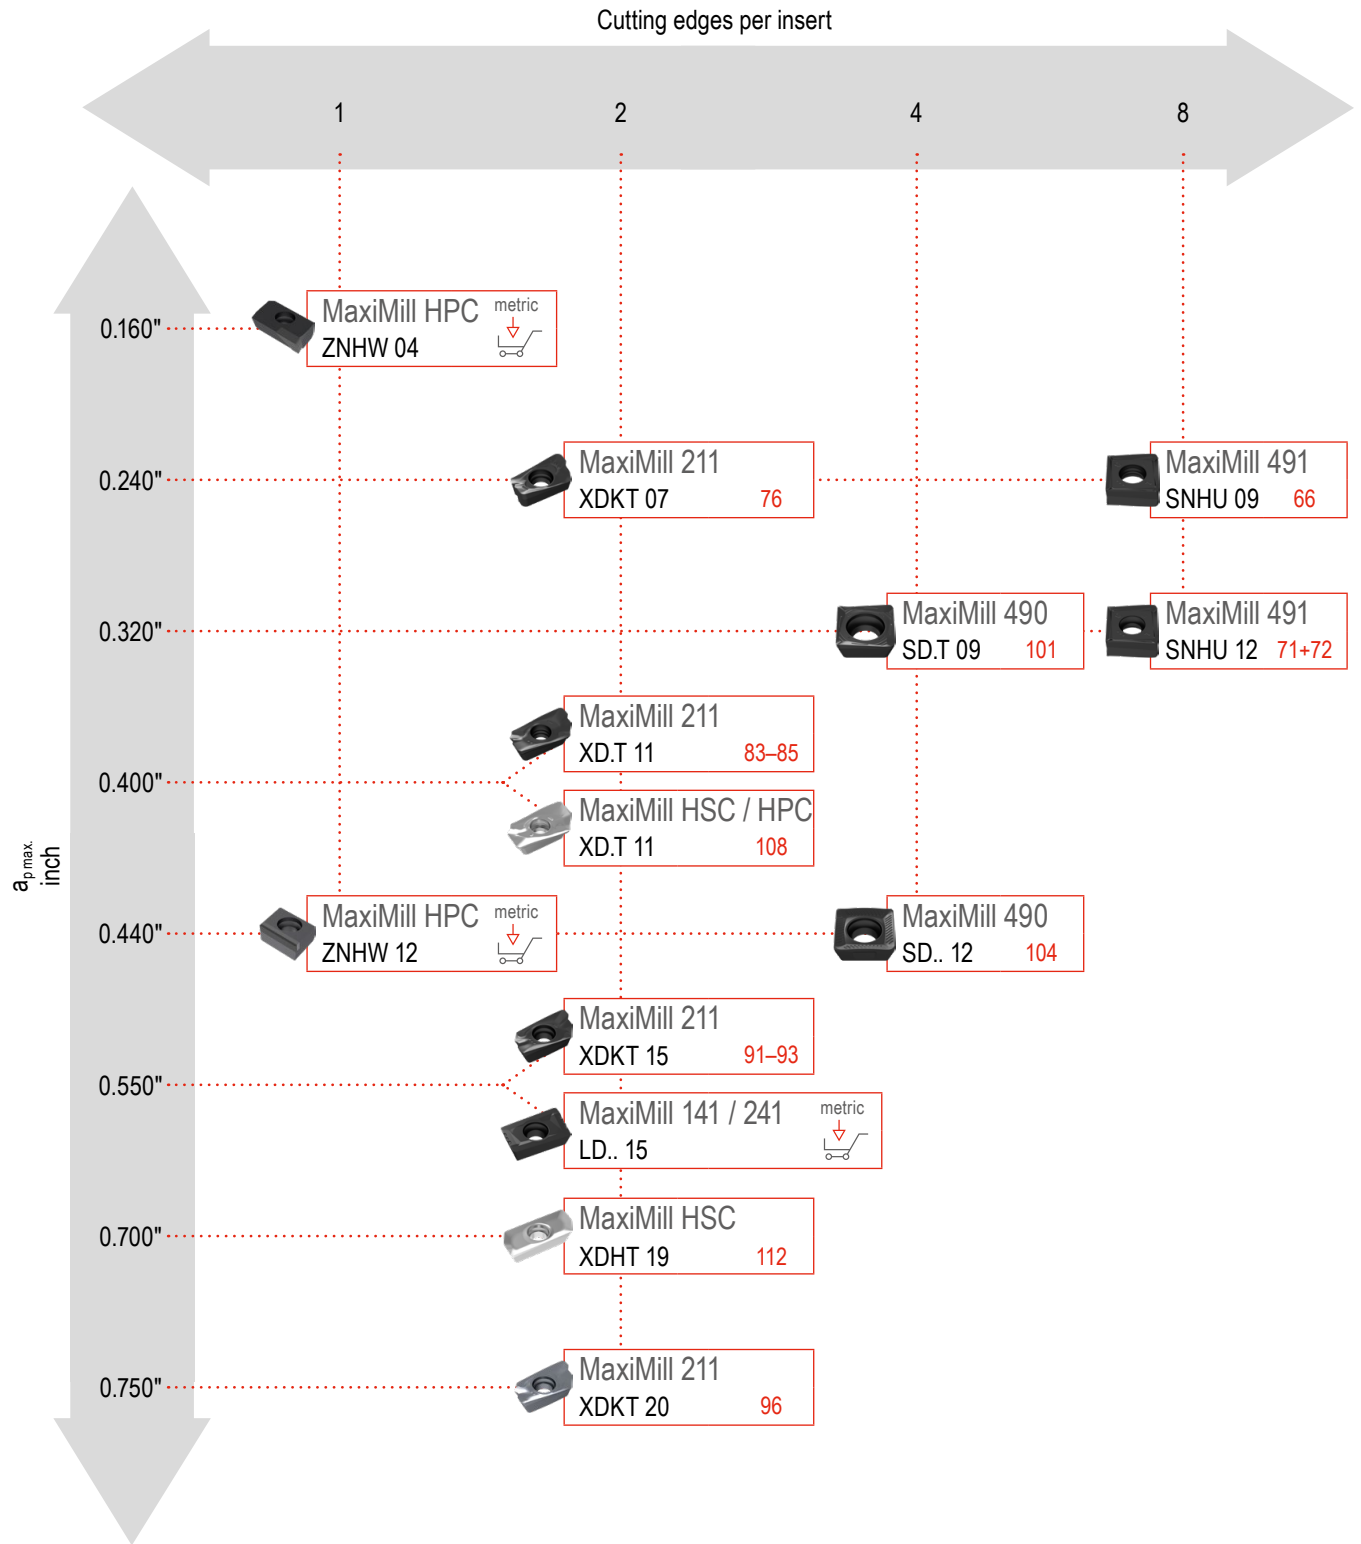 Cutting edges per insert
1 2 4 8
0.160"
MaxiMill HPC metric
ZNHW 04
0.240"
MaxiMill 211
XDKT 07 76
MaxiMill 491
SNHU 09 66
0.320"
MaxiMill 490
SD.T 09 101
MaxiMill 491
SNHU 12 71+72
0.400"
MaxiMill 211
XD.T 11 83–85
MaxiMill HSC / HPC
XD.T 11 108
ap max.
inch
0.440"
MaxiMill HPC metric
ZNHW 12
MaxiMill 490
SD.. 12 104
0.550"
MaxiMill 211
XDKT 15 91–93
MaxiMill 141 / 241 metric
LD.. 15
0.700"
MaxiMill HSC
XDHT 19 112
0.750"
MaxiMill 211
XDKT 20 96